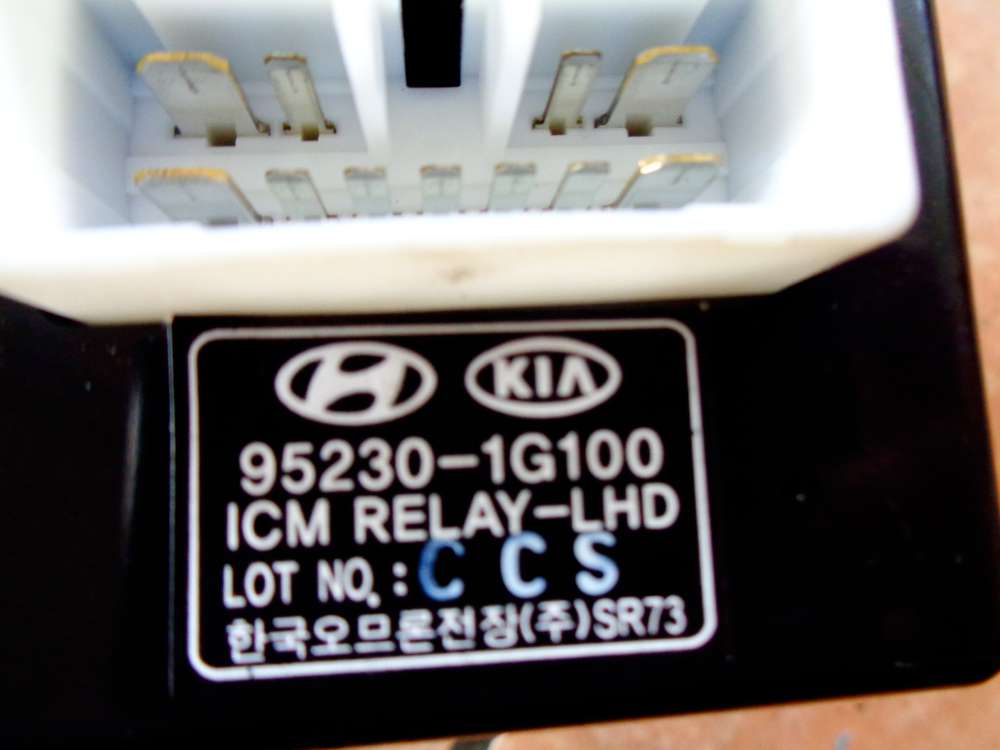 KIA
95230-1G100
ICM RELAY-LHD
LOT NO.: C C S
한국오므론전장(주)SR73